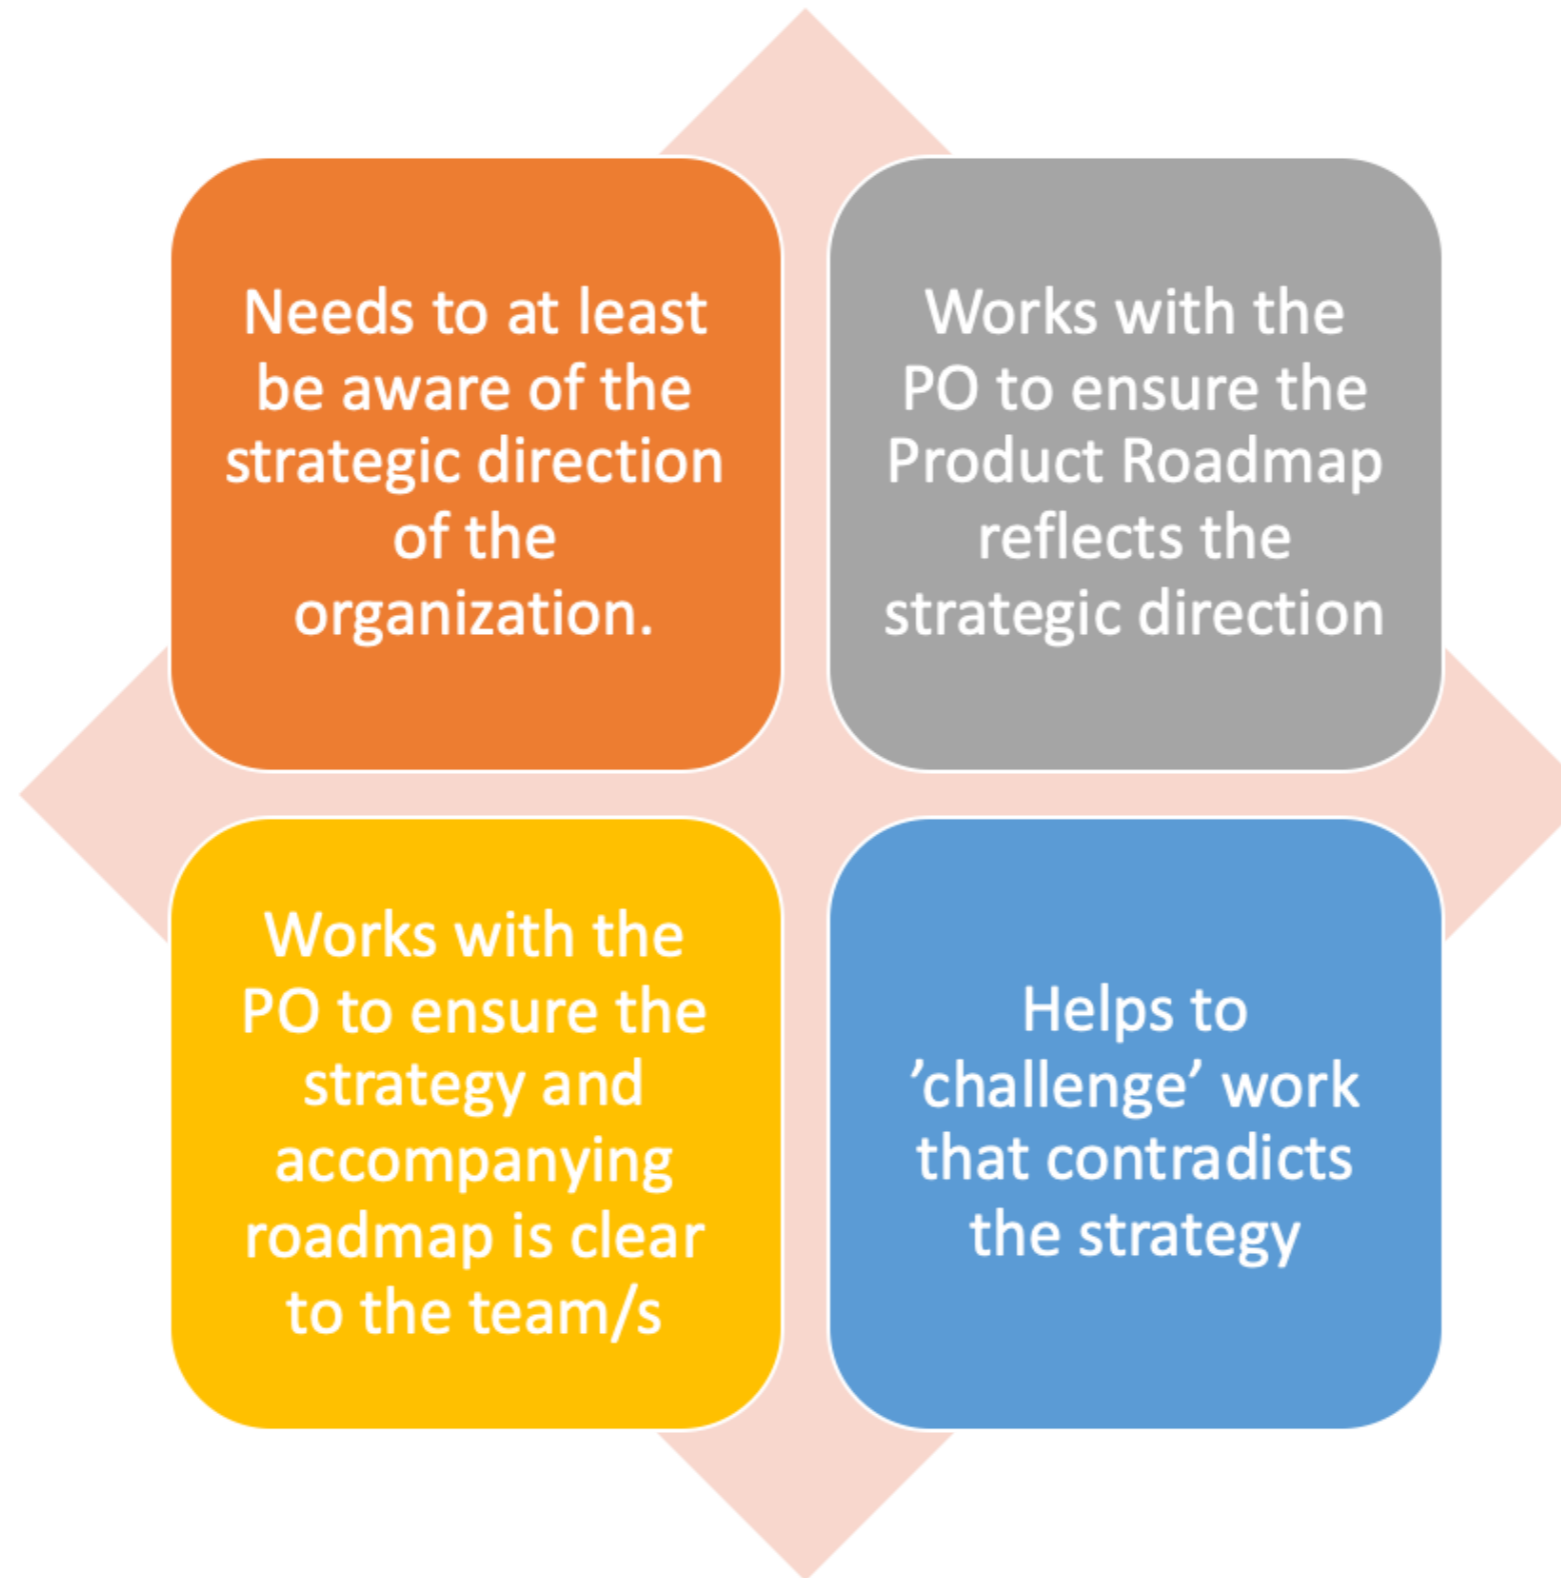 Needs to at least
be aware of the
strategic direction
of the
organization.
Works with the
PO to ensure the
Product Roadmap
reflects the
strategic direction
Works with the
PO to ensure the
strategy and
accompanying
roadmap is clear
to the team/s
Helps to
’challenge’ work
that contradicts
the strategy